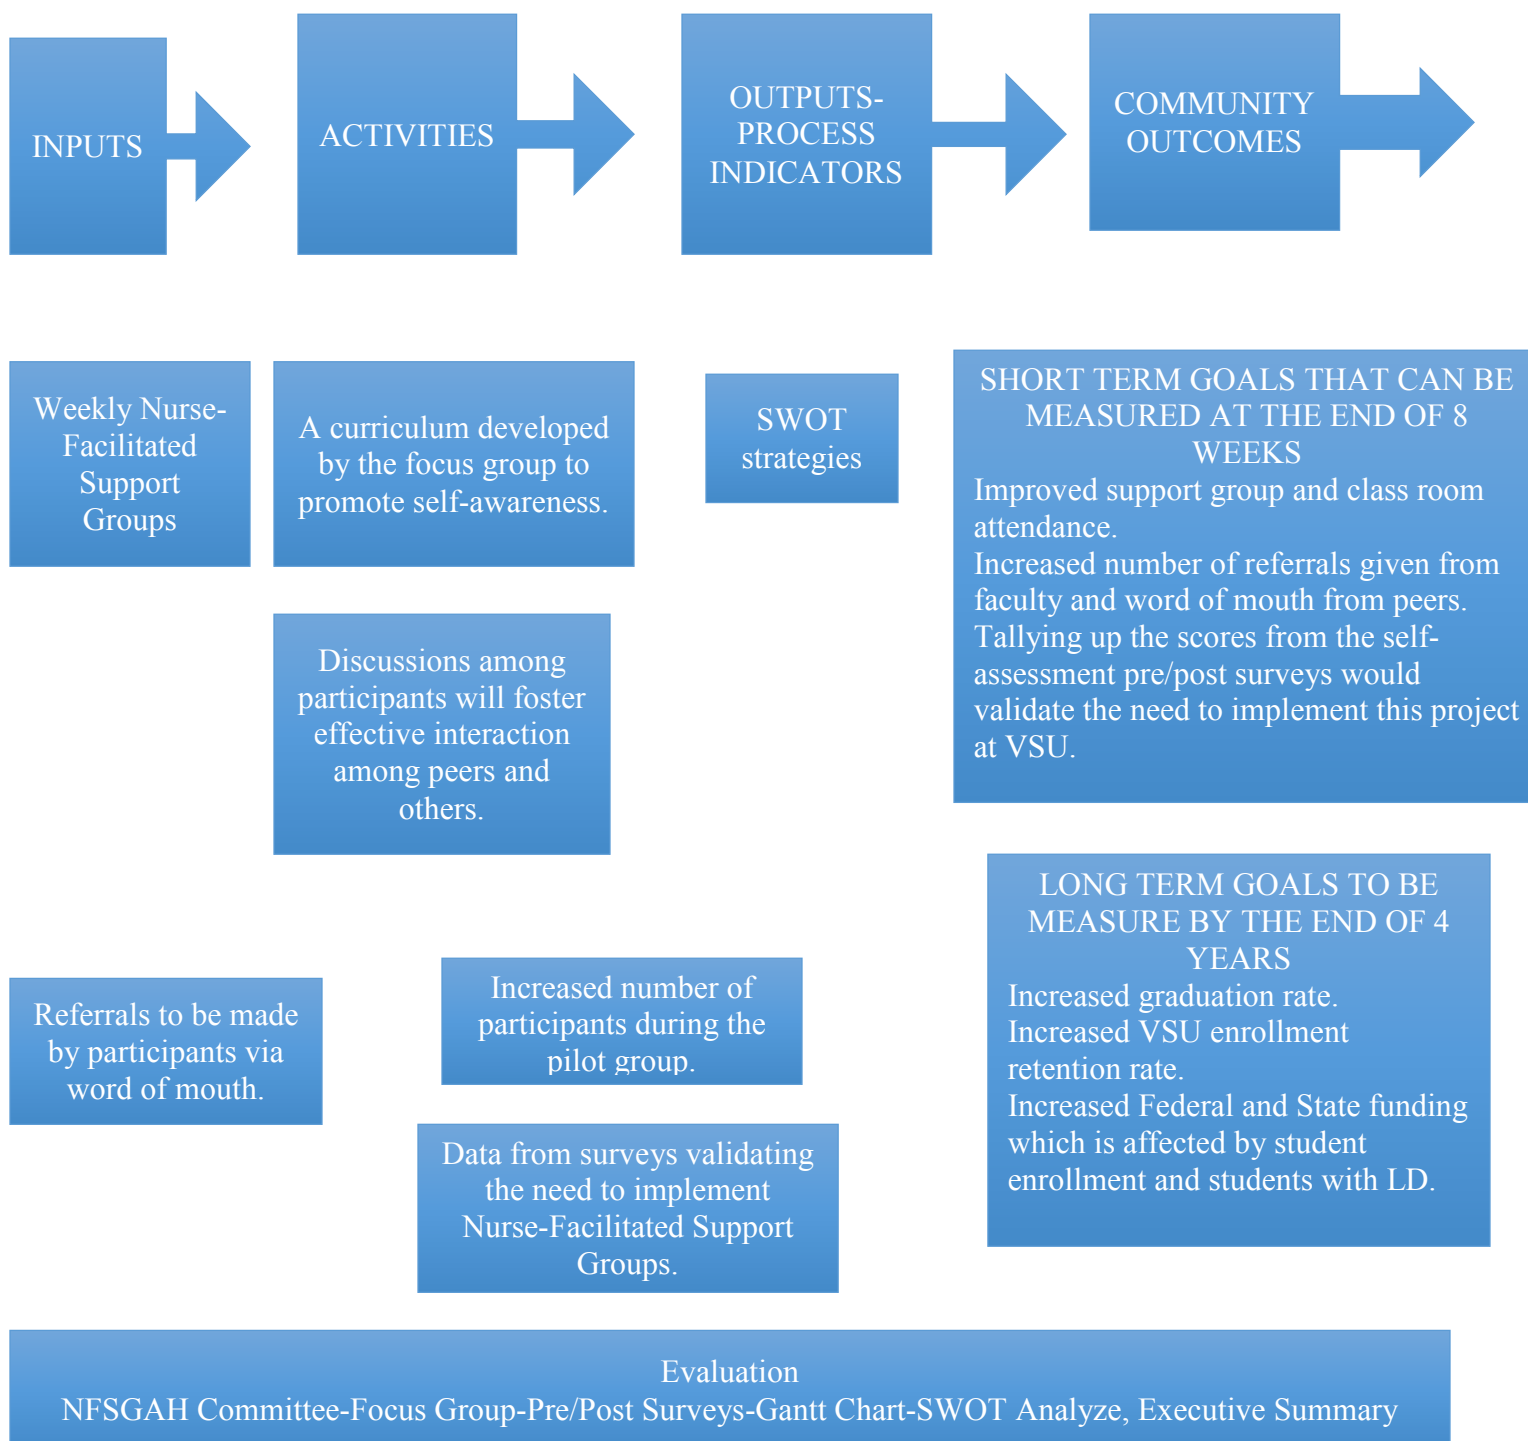 INPUTS
ACTIVITIES
OUTPUTS-
PROCESS
INDICATORS
COMMUNITY
OUTCOMES
Weekly Nurse-
Facilitated
Support
Groups
A curriculum developed
by the focus group to
promote self-awareness.
SWOT
strategies
SHORT TERM GOALS THAT CAN BE
MEASURED AT THE END OF 8
WEEKS
Improved support group and class room
attendance.
Increased number of referrals given from
faculty and word of mouth from peers.
Tallying up the scores from the self-
assessment pre/post surveys would
validate the need to implement this project
at VSU.
Discussions among
participants will foster
effective interaction
among peers and
others.
LONG TERM GOALS TO BE
MEASURE BY THE END OF 4
YEARS
Increased graduation rate.
Increased VSU enrollment
retention rate.
Increased Federal and State funding
which is affected by student
enrollment and students with LD.
Referrals to be made
by participants via
word of mouth.
Increased number of
participants during the
pilot group.
Data from surveys validating
the need to implement
Nurse-Facilitated Support
Groups.
Evaluation
NFSGAH Committee-Focus Group-Pre/Post Surveys-Gantt Chart-SWOT Analyze, Executive Summary